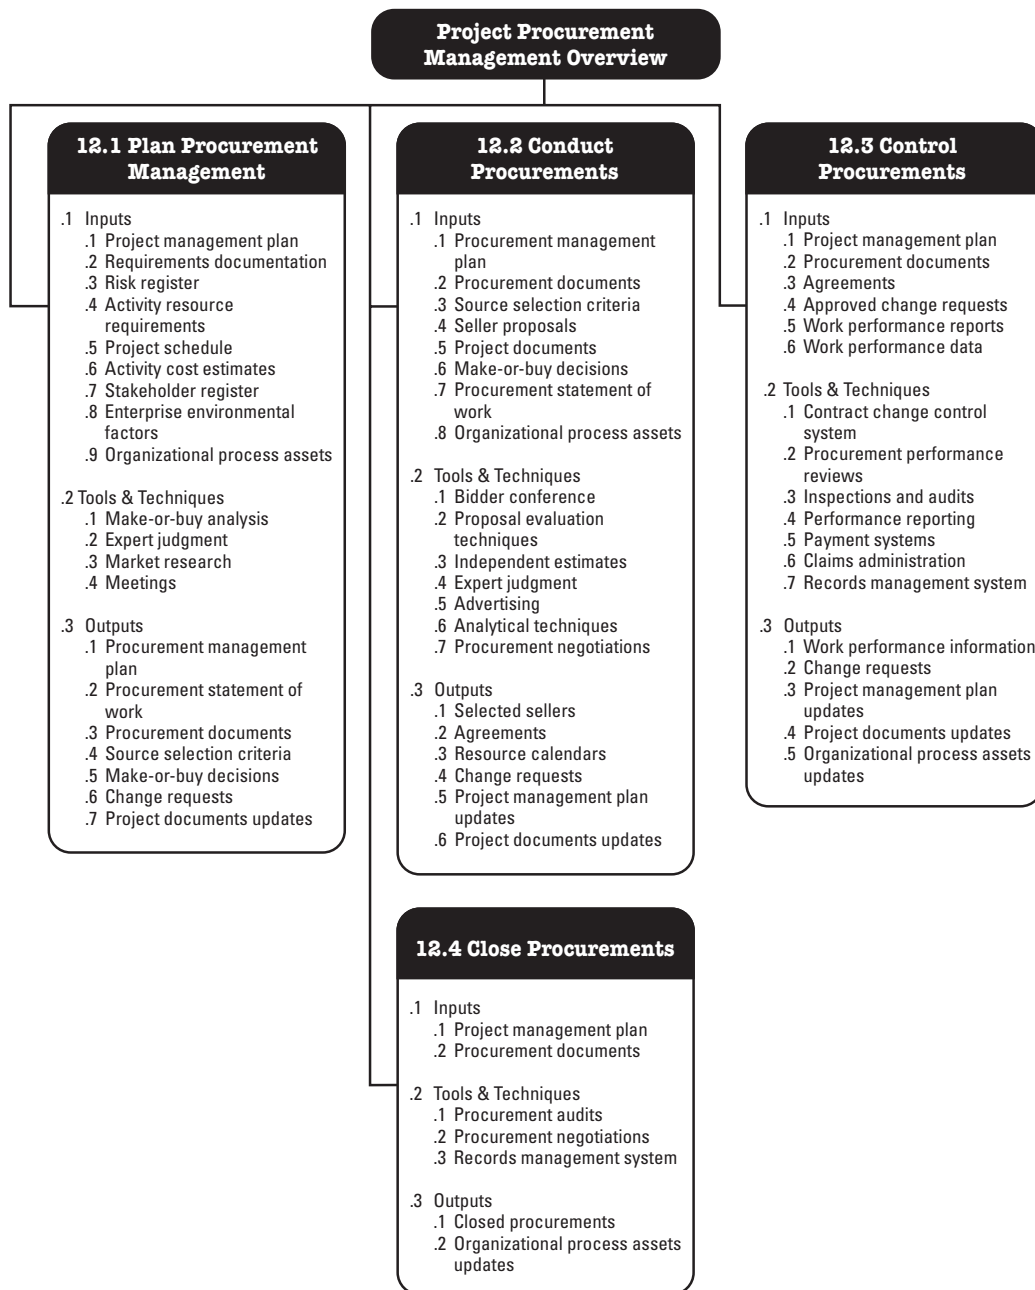 Project Procurement
Management Overview
12.1 Plan Procurement
Management
.1 Inputs
.1 Project management plan
.2 Requirements documentation
.3 Risk register
.4 Activity resource
requirements
.5 Project schedule
.6 Activity cost estimates
.7 Stakeholder register
.8 Enterprise environmental
factors
.9 Organizational process assets
.2 Tools & Techniques
.1 Make-or-buy analysis
.2 Expert judgment
.3 Market research
.4 Meetings
.3 Outputs
.1 Procurement management
plan
.2 Procurement statement of
work
.3 Procurement documents
.4 Source selection criteria
.5 Make-or-buy decisions
.6 Change requests
.7 Project documents updates
12.2 Conduct
Procurements
.1 Inputs
.1 Procurement management
plan
.2 Procurement documents
.3 Source selection criteria
.4 Seller proposals
.5 Project documents
.6 Make-or-buy decisions
.7 Procurement statement of
work
.8 Organizational process assets
.2 Tools & Techniques
.1 Bidder conference
.2 Proposal evaluation
techniques
.3 Independent estimates
.4 Expert judgment
.5 Advertising
.6 Analytical techniques
.7 Procurement negotiations
.3 Outputs
.1 Selected sellers
.2 Agreements
.3 Resource calendars
.4 Change requests
.5 Project management plan
updates
.6 Project documents updates
12.3 Control
Procurements
.1 Inputs
.1 Project management plan
.2 Procurement documents
.3 Agreements
.4 Approved change requests
.5 Work performance reports
.6 Work performance data
.2 Tools & Techniques
.1 Contract change control
system
.2 Procurement performance
reviews
.3 Inspections and audits
.4 Performance reporting
.5 Payment systems
.6 Claims administration
.7 Records management system
.3 Outputs
.1 Work performance information
.2 Change requests
.3 Project management plan
updates
.4 Project documents updates
.5 Organizational process assets
updates
12.4 Close Procurements
.1 Inputs
.1 Project management plan
.2 Procurement documents
.2 Tools & Techniques
.1 Procurement audits
.2 Procurement negotiations
.3 Records management system
.3 Outputs
.1 Closed procurements
.2 Organizational process assets
updates